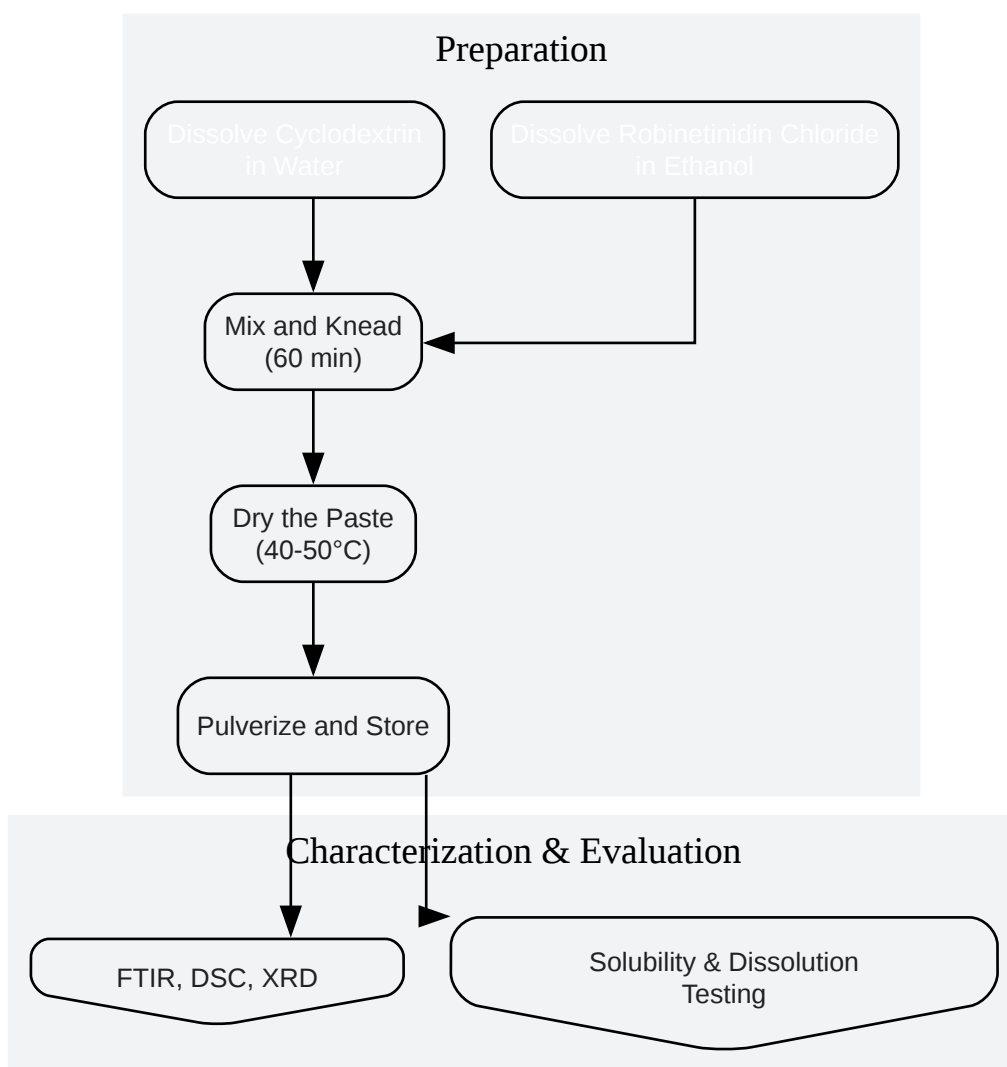 Preparation
Dissolve Cyclodextrin
in Water
Dissolve Robinetinidin Chloride
in Ethanol
Mix and Knead
(60 min)
Dry the Paste
(40-50°C)
Pulverize and Store
Characterization & Evaluation
FTIR, DSC, XRD
Solubility & Dissolution
Testing